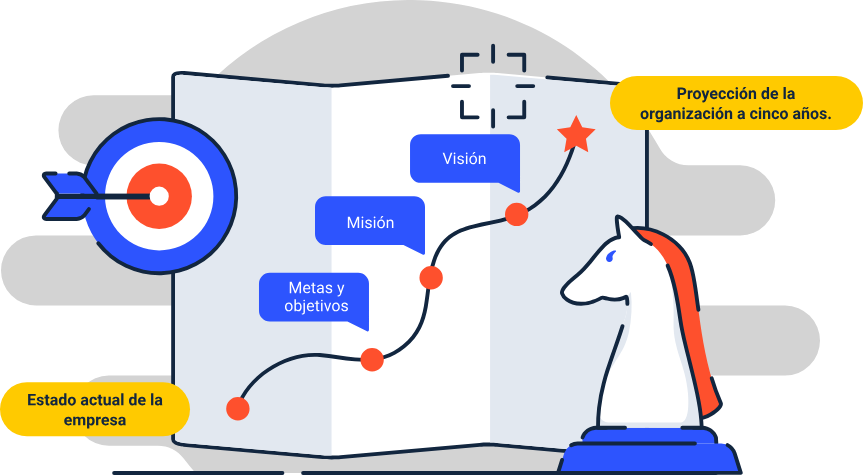 Proyección de la
organización a cinco años.
Visión
Misión
Metas y
objetivos
Estado actual de la
empresa